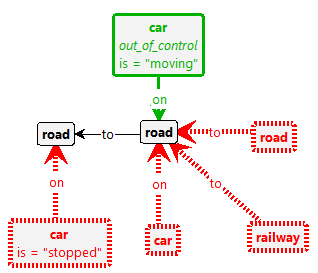 car
out_of_control
is = "moving"
on
road
to
road
to
road
on
on
to
car
is = "stopped"
car
railway